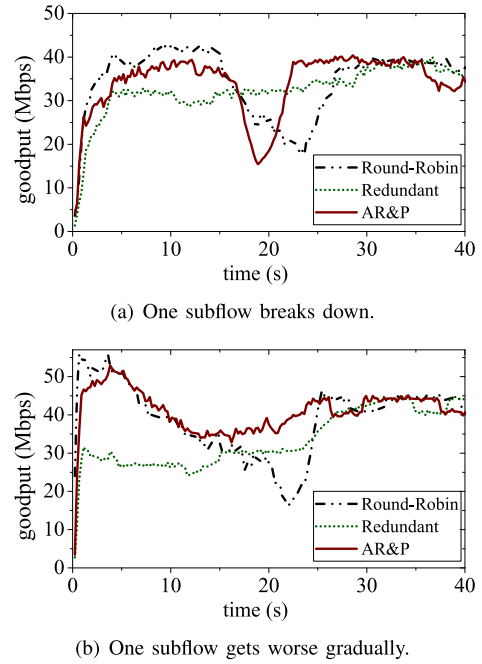 50
40
30
20
10
0
goodput (Mbps)
Round-Robin
Redundant
AR&P
0 10 20 30 40
time (s)
(a) One subflow breaks down.
50
40
30
20
10
0
goodput (Mbps)
Round-Robin
Redundant
AR&P
0 10 20 30 40
time (s)
(b) One subflow gets worse gradually.